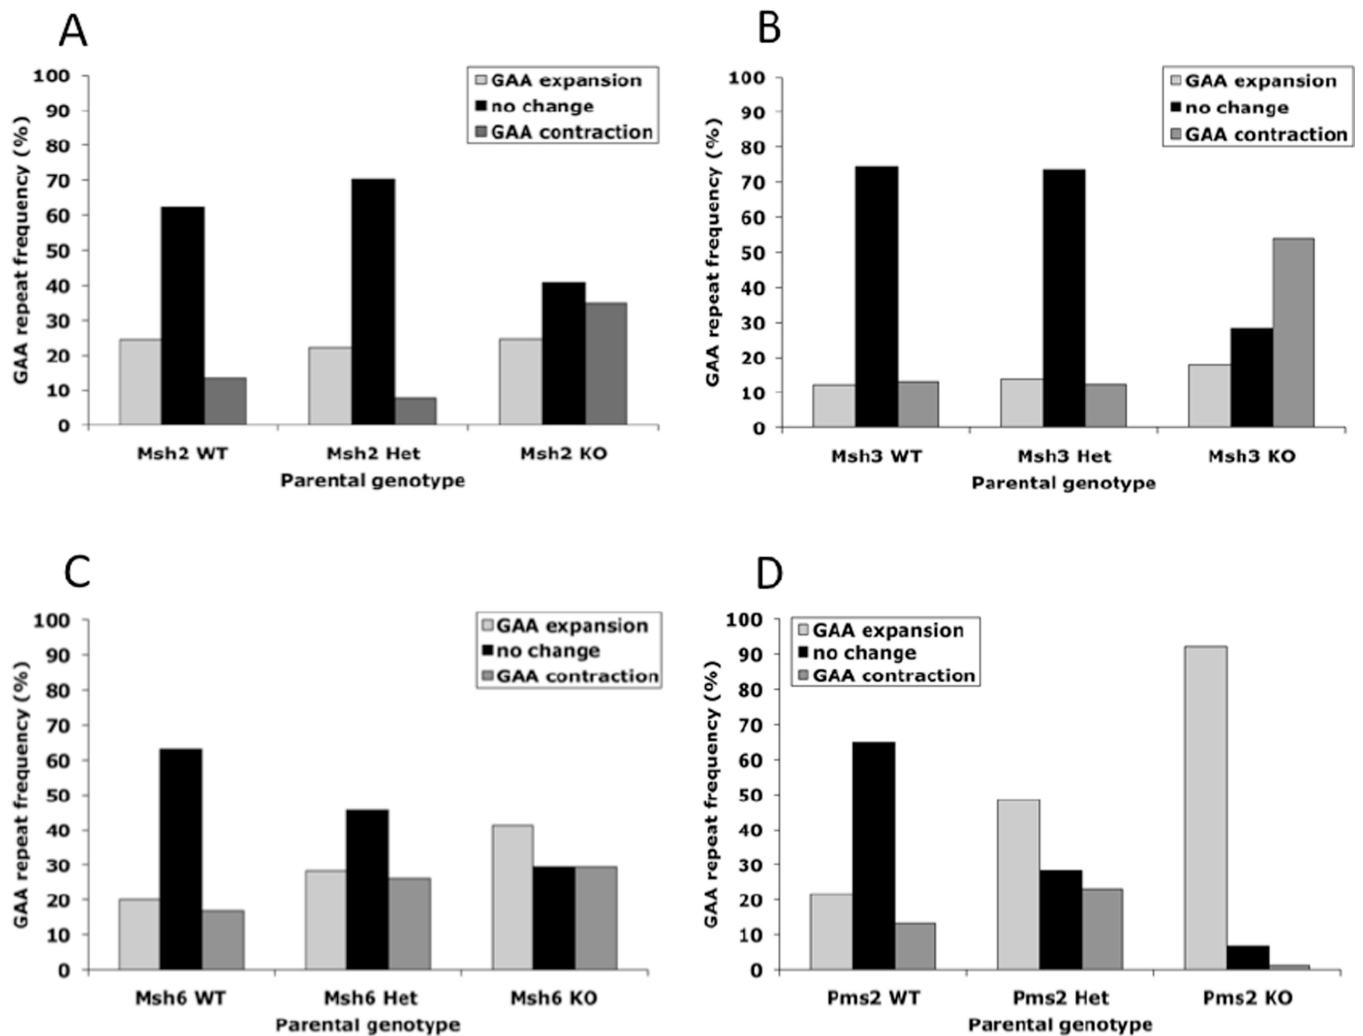 A
GAA repeat frequency (%)
100
90
80
70
60
50
40
30
20
10
0
GAA expansion
no change
GAA contraction
Msh2 WT Msh2 Het Msh2 KO
Parental genotype
B
GAA repeat frequency (%)
100
90
80
70
60
50
40
30
20
10
0
GAA expansion
no change
GAA contraction
Msh3 WT Msh3 Het Msh3 KO
Parental genotype
C
GAA repeat frequency (%)
100
90
80
70
60
50
40
30
20
10
0
GAA expansion
no change
GAA contraction
Msh6 WT Msh6 Het Msh6 KO
Parental genotype
D
GAA repeat frequency (%)
100
90
80
70
60
50
40
30
20
10
0
GAA expansion
no change
GAA contraction
Pms2 WT Pms2 Het Pms2 KO
Parental genotype